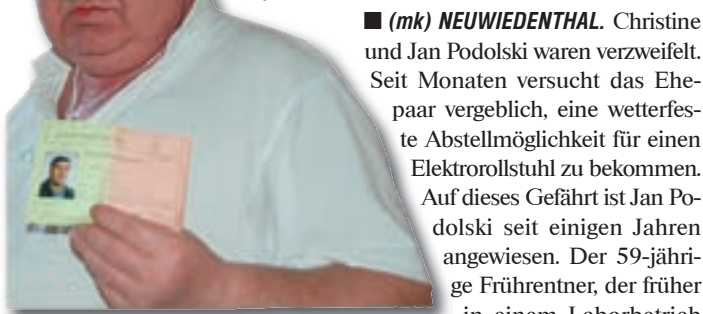 ■ (mk) NEUWIEDENTHAL. Christine
und Jan Podolski waren verzweifelt.
Seit Monaten versucht das Ehe-
paar vergeblich, eine wetterfes-
te Abstellmöglichkeit für einen
Elektrorollstuhl zu bekommen.
Auf dieses Gefährt ist Jan Po-
dolski seit einigen Jahren
angewiesen. Der 59-jähri-
ge Frührentner, der früher
in einem Laborbetrieb